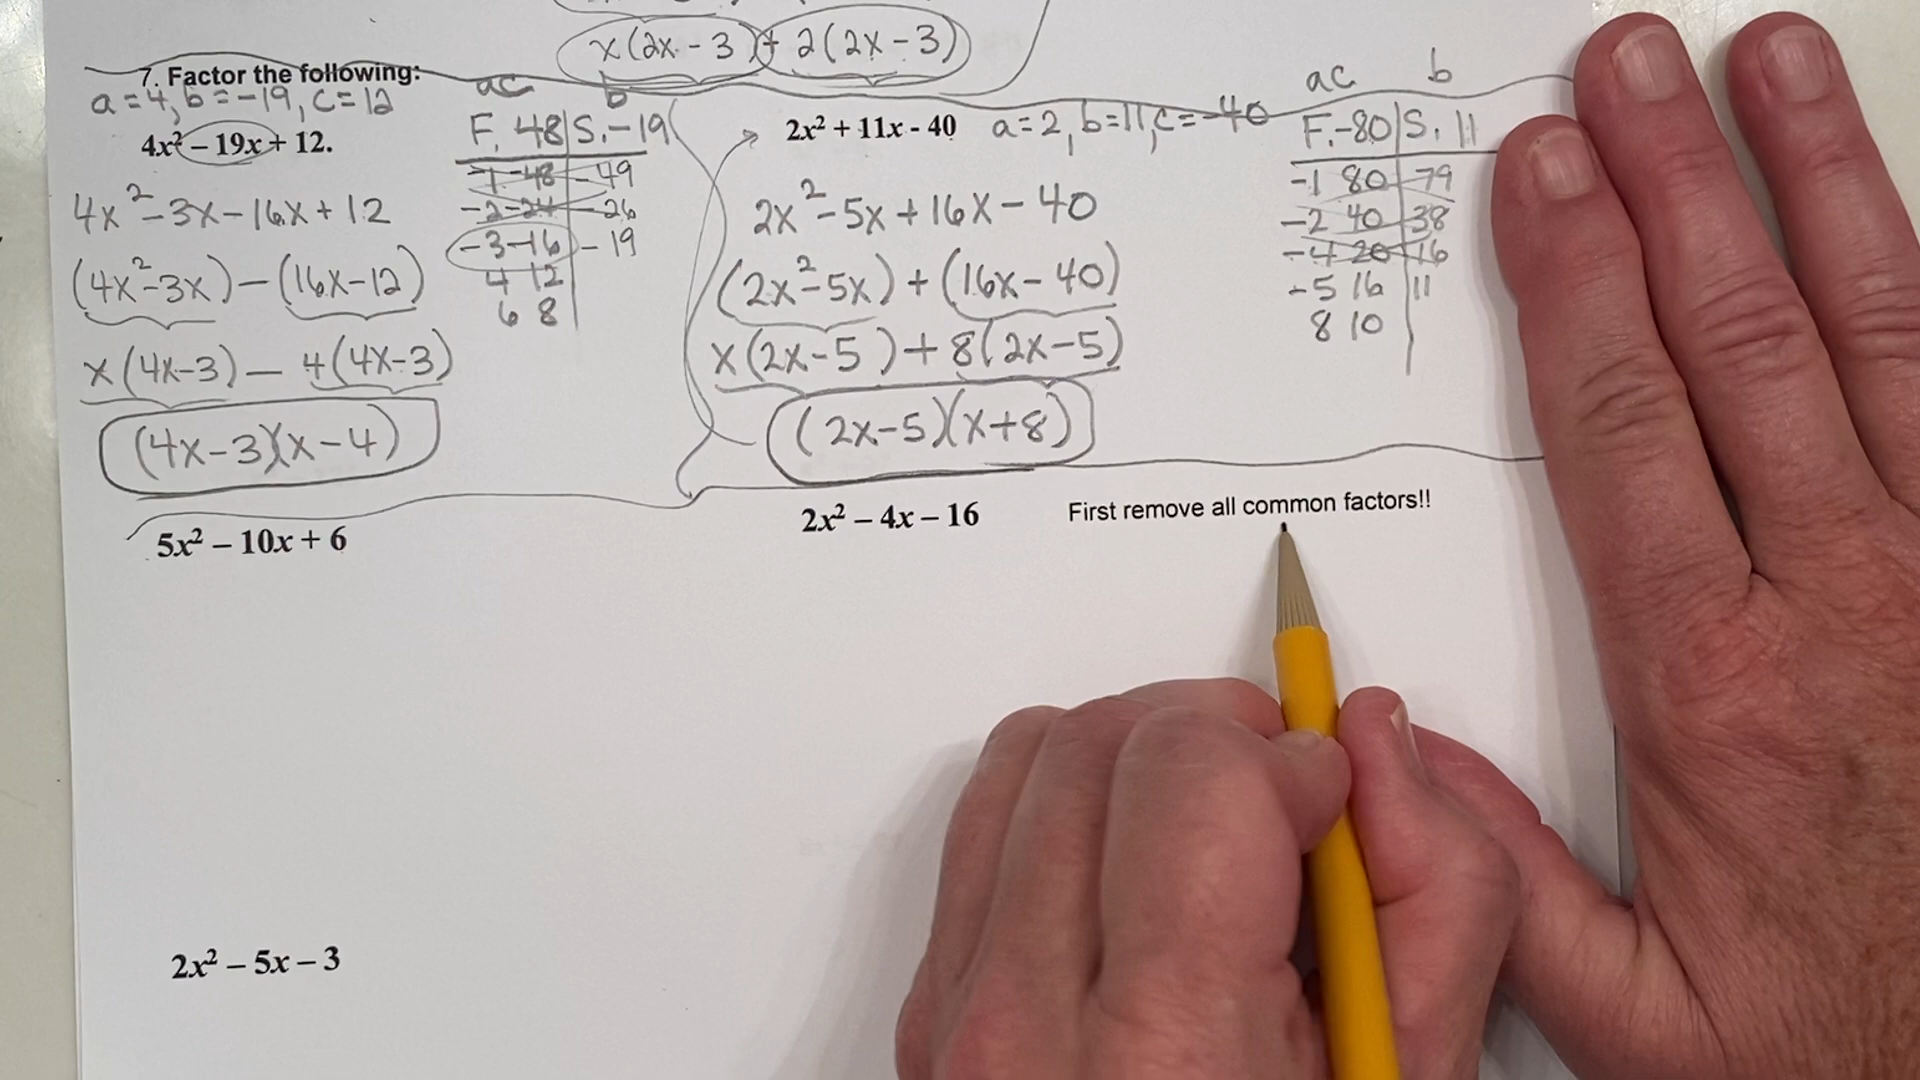 x(2x-3)+2(2x-3)
7. Factor the following:
a=4, b=-19, c=12
4x² – 19x + 12.
4x²-3x-16x+12
(4x²-3x)-(16x-12)
x(4x-3)-4(4x-3)
(4x-3)(x-4)
ac b
F. 48 S. -19
-1 -48 -49
-2 -24 -26
-3 -16 -19
4 12
6 8
2x² + 11x - 40 a=2, b=11, c=-40
2x²-5x+16x-40
(2x²-5x)+(16x-40)
x(2x-5)+8(2x-5)
(2x-5)(x+8)
ac b
F. -80 S. 11
-1 80 79
-2 40 38
-4 20 16
-5 16 11
8 10
5x² – 10x + 6
2x² – 4x – 16 First remove all common factors!!
2x² – 5x – 3